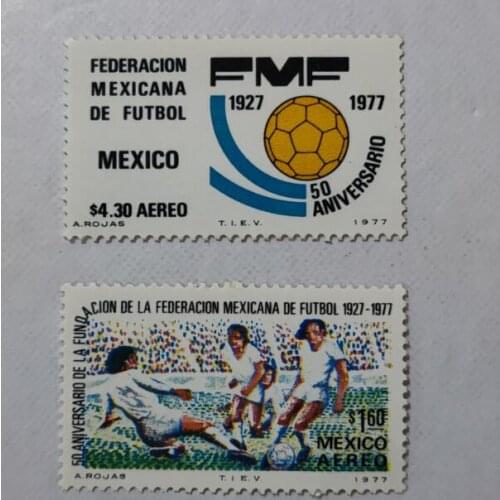 FEDERACION
MEXICANA
DE FUTBOL
FMF
1927 1977
MEXICO
50 ANIVERSARIO
$4.30 AEREO
A.ROJAS T.I.E.V. 1977
50 ANIVERSARIO DE LA FUNDACION DE LA FEDERACION MEXICANA DE FUTBOL 1927-1977
$1.60
MEXICO
AEREO
A.ROJAS T.I.E.V. 1977